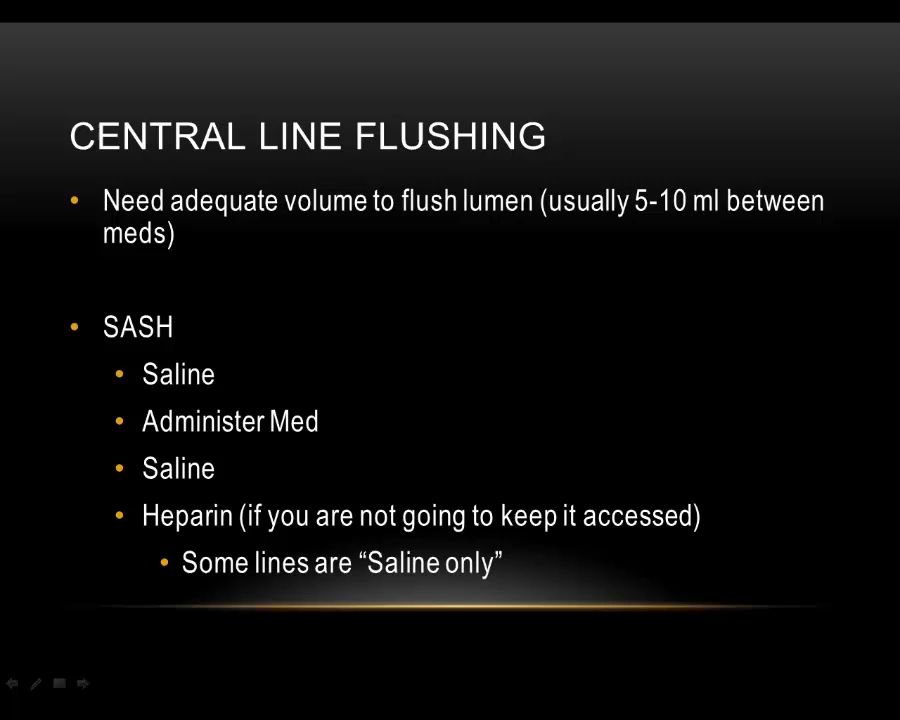 CENTRAL LINE FLUSHING
• Need adequate volume to flush lumen (usually 5-10 ml between
meds)
• SASH
• Saline
• Administer Med
• Saline
• Heparin (if you are not going to keep it accessed)
• Some lines are “Saline only”